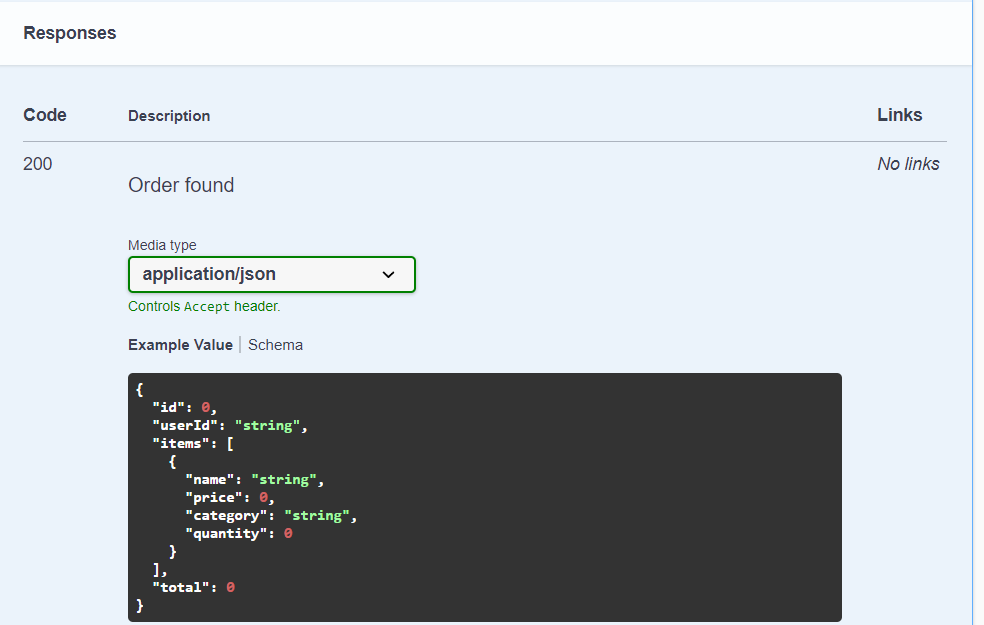 Responses
Code Description Links
200 No links
Order found
Media type
application/json
Controls Accept header.
Example Value Schema
{
  "id": 0,
  "userId": "string",
  "items": [
    {
      "name": "string",
      "price": 0,
      "category": "string",
      "quantity": 0
    }
  ],
  "total": 0
}